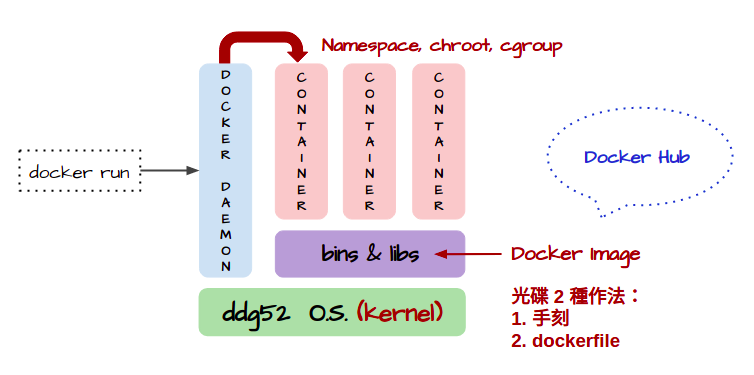 Namespace, chroot, cgroup
DOCKER DAEMON
CONTAINER
CONTAINER
CONTAINER
docker run
Docker Hub
bins & libs
Docker Image
ddg52 O.S. (kernel)
光碟 2 種作法：
1. 手刻
2. dockerfile